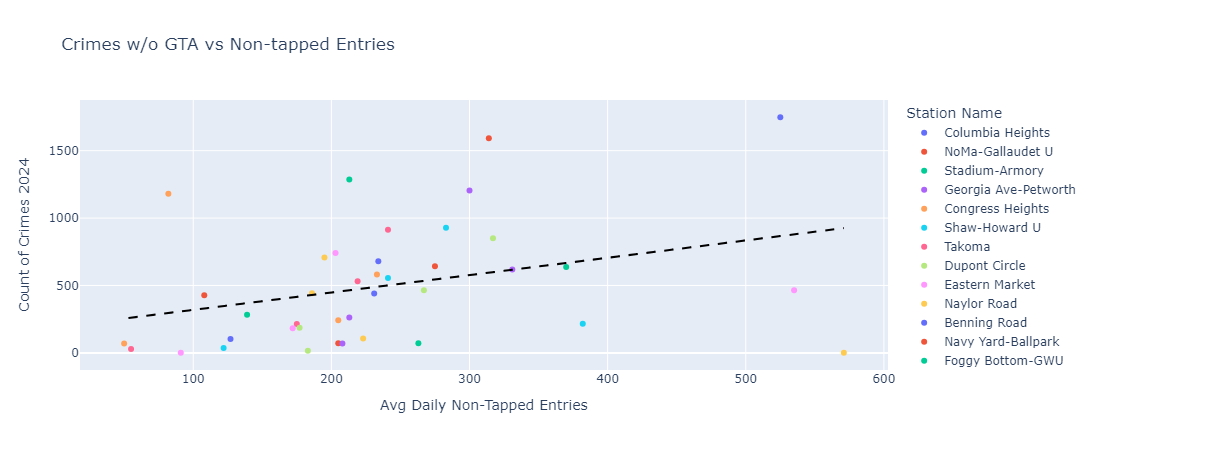 Crimes w/o GTA vs Non-tapped Entries
Count of Crimes 2024
1500
1000
500
0
100
200
300
400
500
600
Avg Daily Non-Tapped Entries
Station Name
Columbia Heights
NoMa-Gallaudet U
Stadium-Armory
Georgia Ave-Petworth
Congress Heights
Shaw-Howard U
Takoma
Dupont Circle
Eastern Market
Naylor Road
Benning Road
Navy Yard-Ballpark
Foggy Bottom-GWU